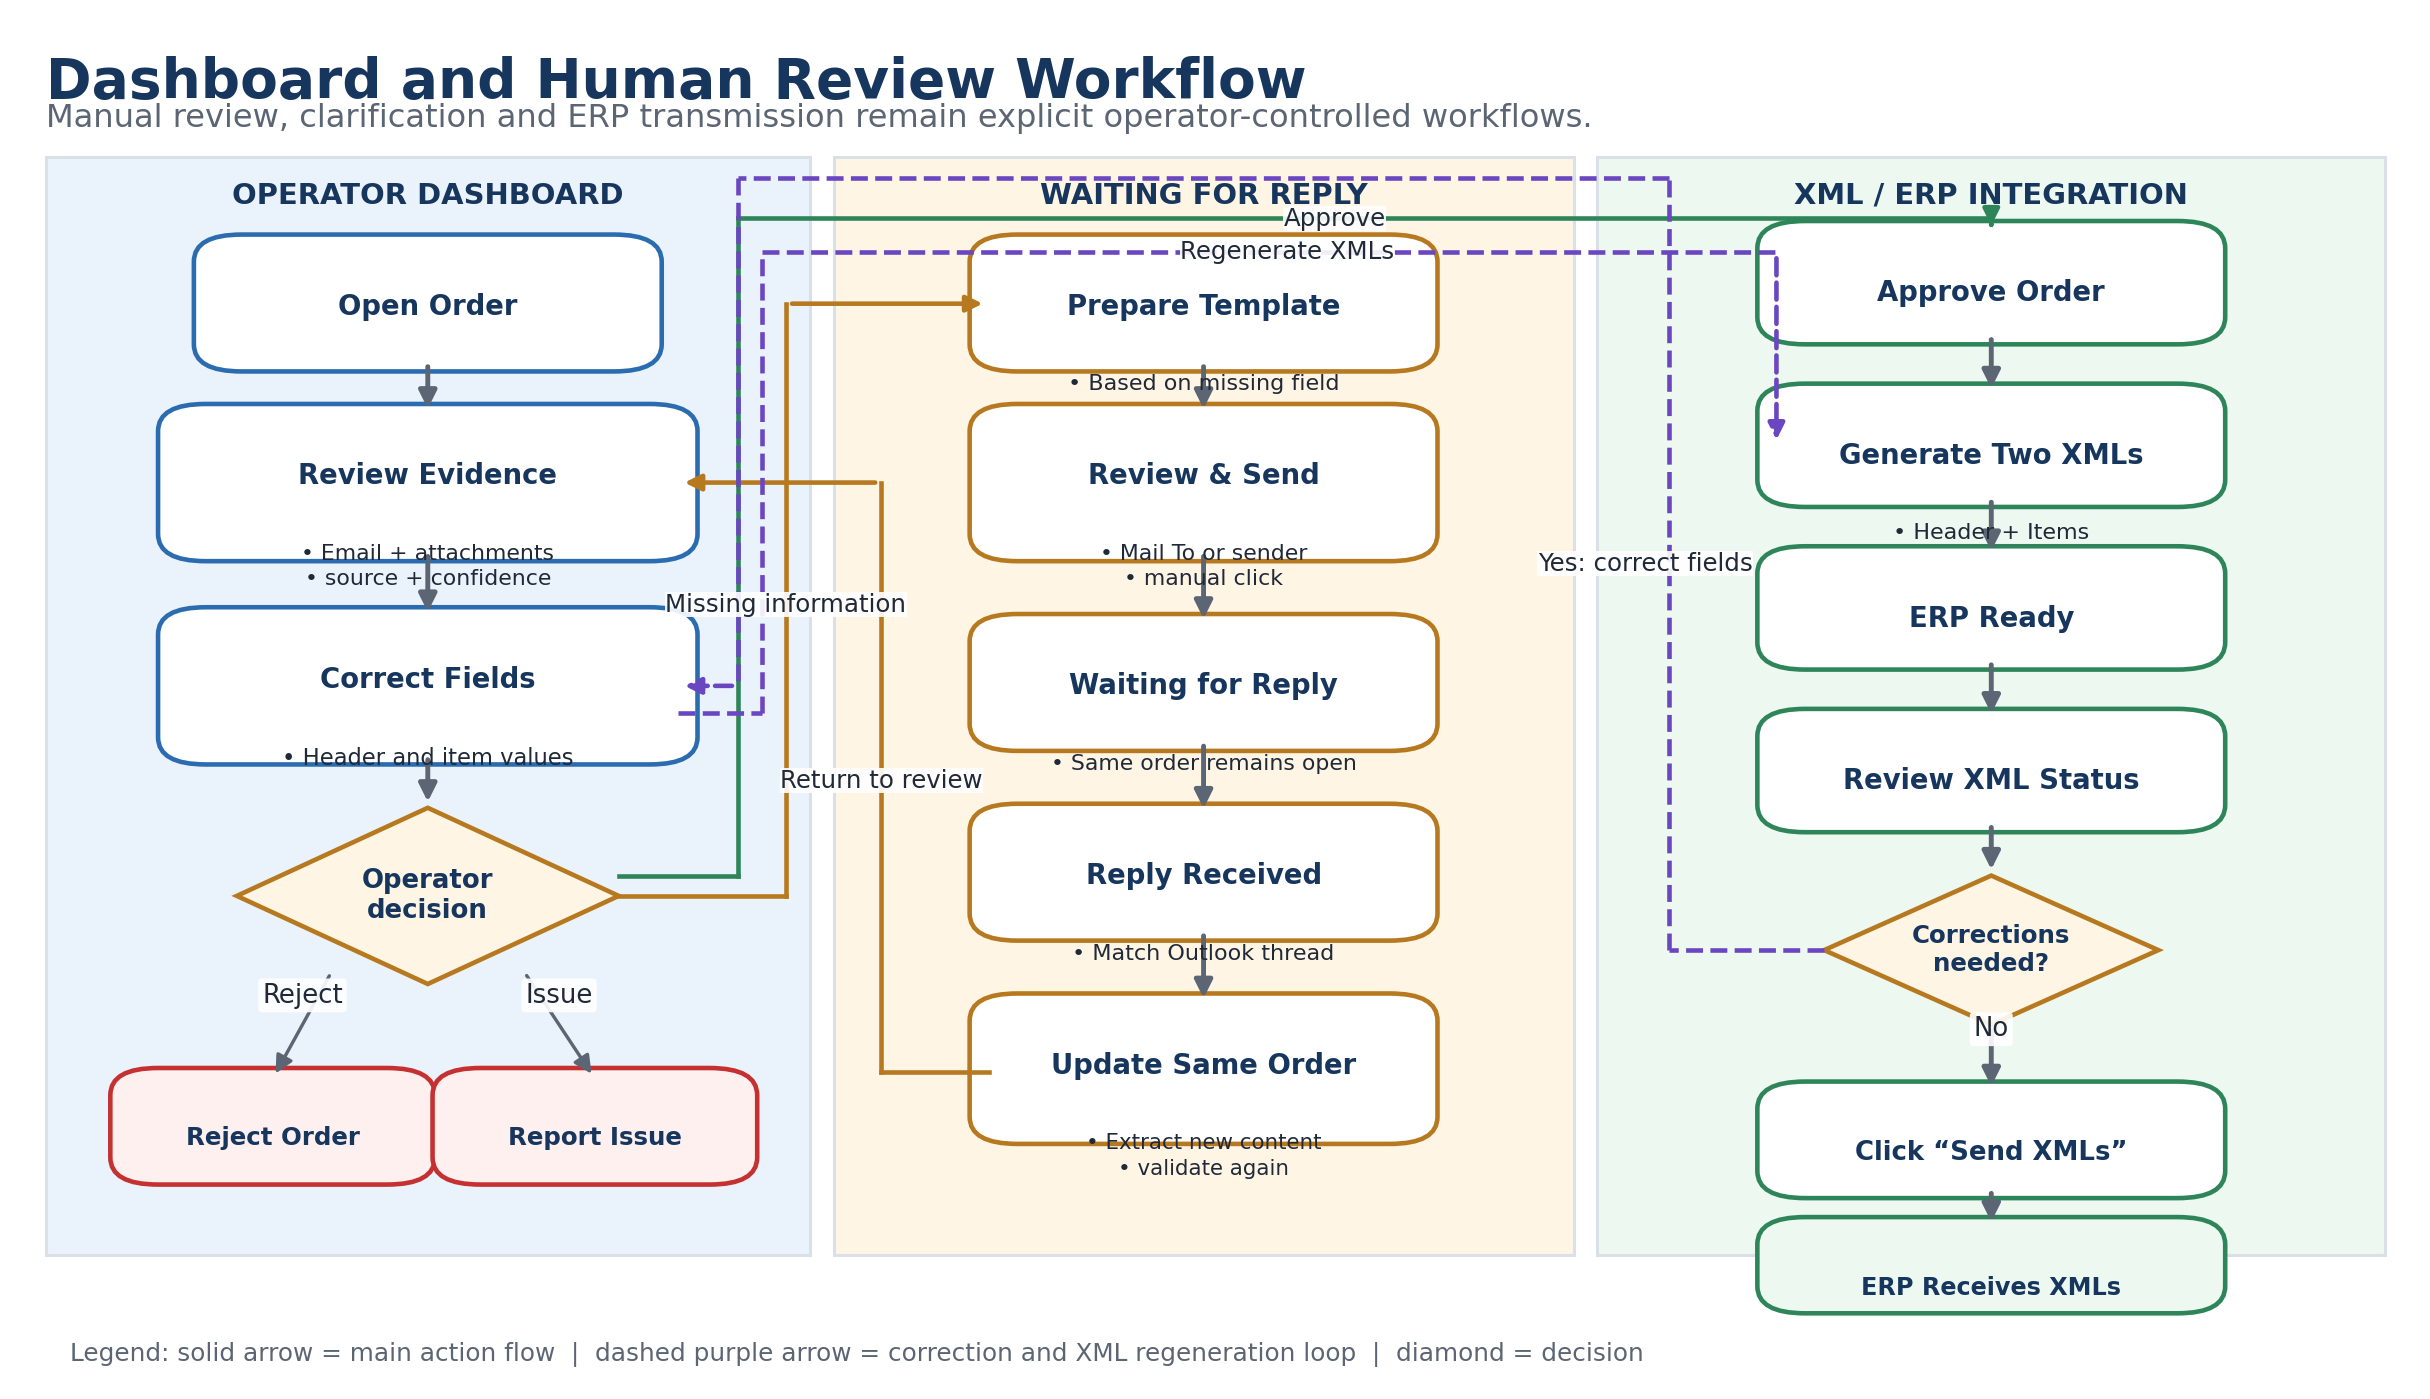 Dashboard and Human Review Workflow
Manual review, clarification and ERP transmission remain explicit operator-controlled workflows.
OPERATOR DASHBOARD
Open Order
Review Evidence
• Email + attachments
• source + confidence
Correct Fields
• Header and item values
Operator
decision
Reject
Issue
Reject Order
Report Issue
Missing information
Return to review
WAITING FOR REPLY
Approve
Regenerate XMLs
Prepare Template
• Based on missing field
Review & Send
• Mail To or sender
• manual click
Waiting for Reply
• Same order remains open
Reply Received
• Match Outlook thread
Update Same Order
• Extract new content
• validate again
XML / ERP INTEGRATION
Approve Order
Generate Two XMLs
• Header + Items
Yes: correct fields
ERP Ready
Review XML Status
Corrections
needed?
No
Click “Send XMLs”
ERP Receives XMLs
Legend: solid arrow = main action flow | dashed purple arrow = correction and XML regeneration loop | diamond = decision